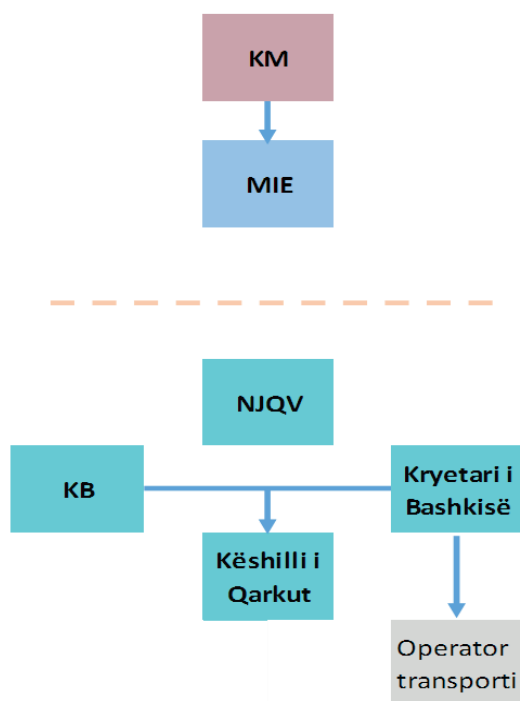 KM
MIE
NJQV
KB
Kryetari i
Bashkisë
Këshilli i
Qarkut
Operator
transporti